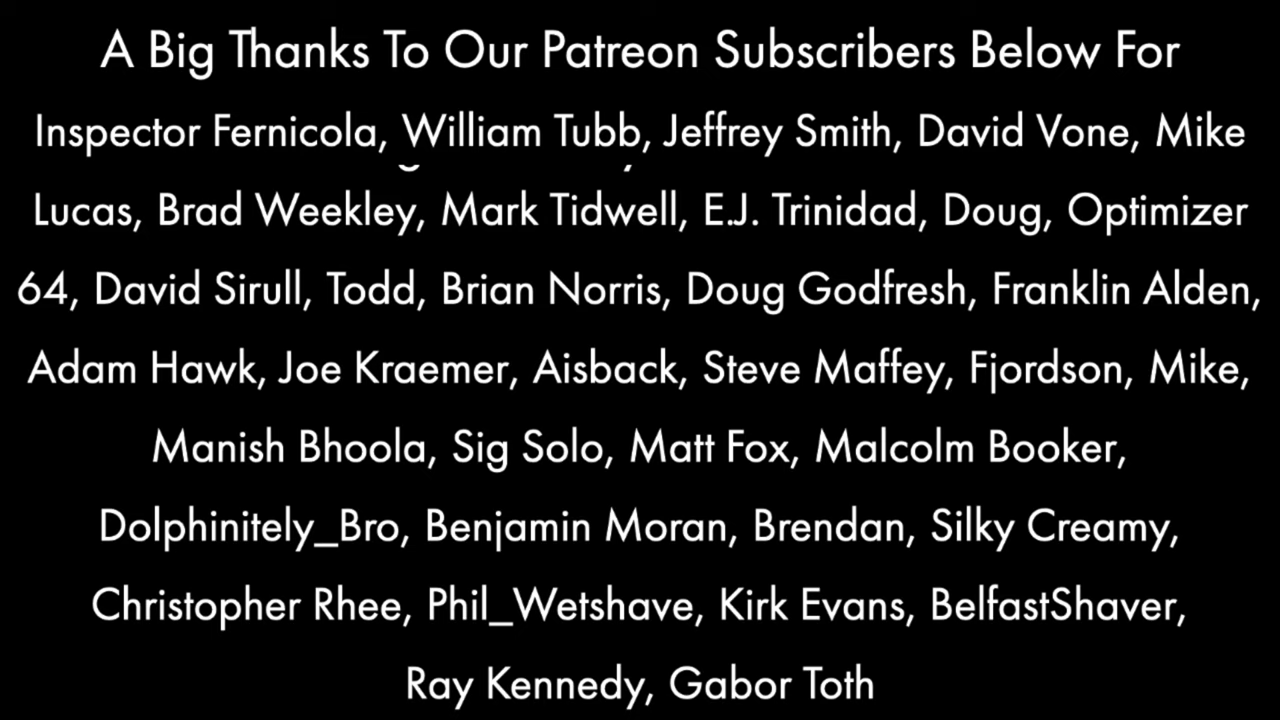 A Big Thanks To Our Patreon Subscribers Below For
Inspector Fernicola, William Tubb, Jeffrey Smith, David Vone, Mike
Lucas, Brad Weekley, Mark Tidwell, E.J. Trinidad, Doug, Optimizer
64, David Sirull, Todd, Brian Norris, Doug Godfresh, Franklin Alden,
Adam Hawk, Joe Kraemer, Aisback, Steve Maffey, Fjordson, Mike,
Manish Bhoola, Sig Solo, Matt Fox, Malcolm Booker,
Dolphinitely_Bro, Benjamin Moran, Brendan, Silky Creamy,
Christopher Rhee, Phil_Wetshave, Kirk Evans, BelfastShaver,
Ray Kennedy, Gabor Toth